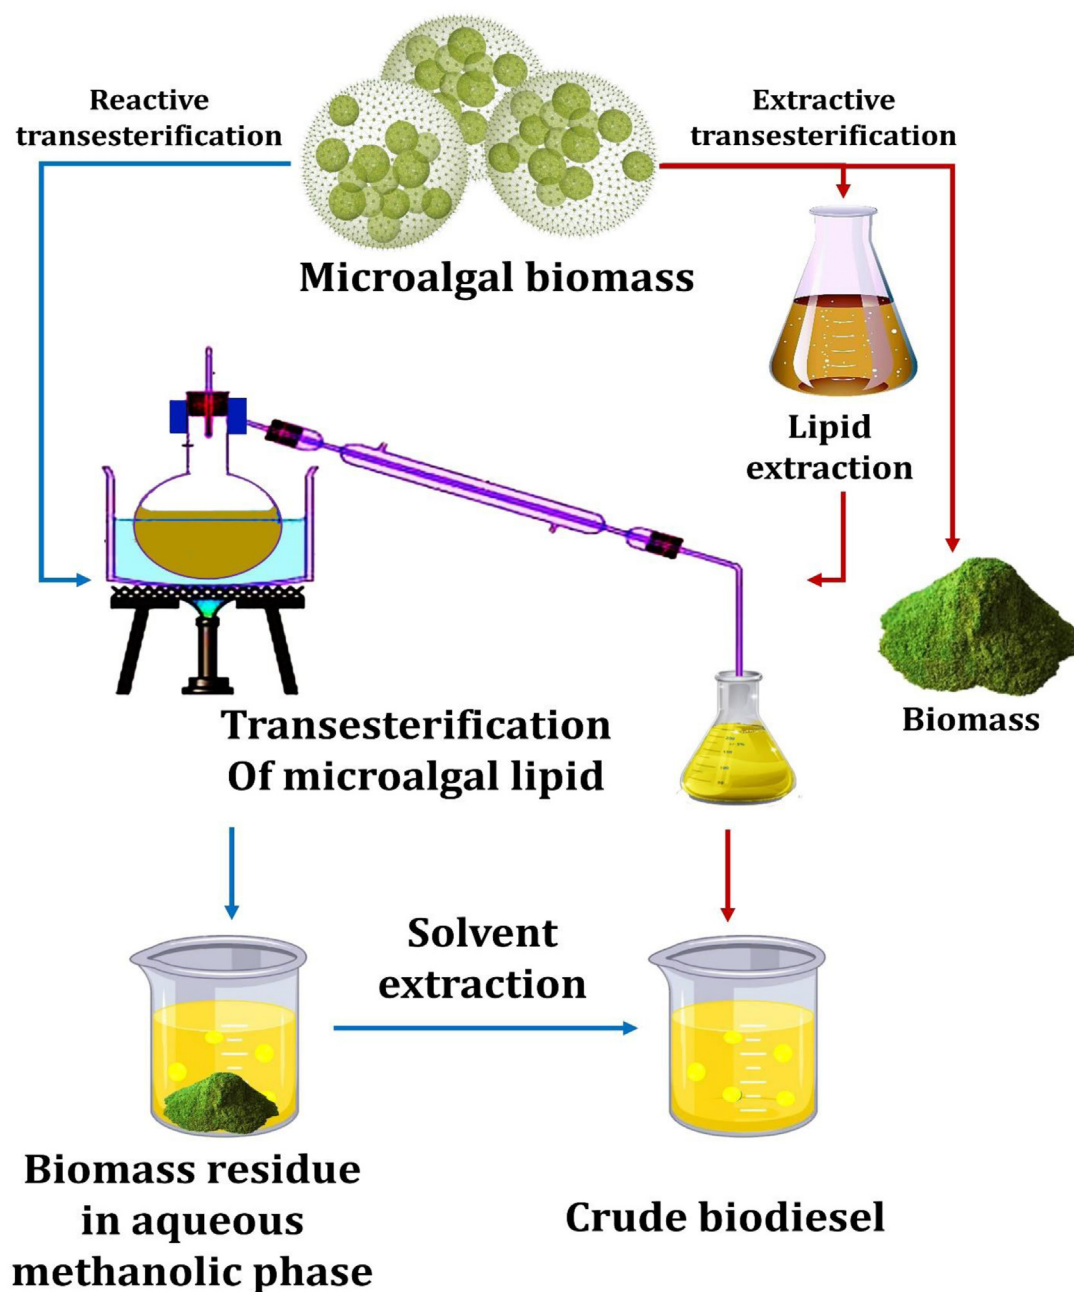 Reactive
transesterification
Extractive
transesterification
Microalgal biomass
Lipid
extraction
Biomass
Transesterification
Of microalgal lipid
Solvent
extraction
Biomass residue
in aqueous
methanolic phase
Crude biodiesel